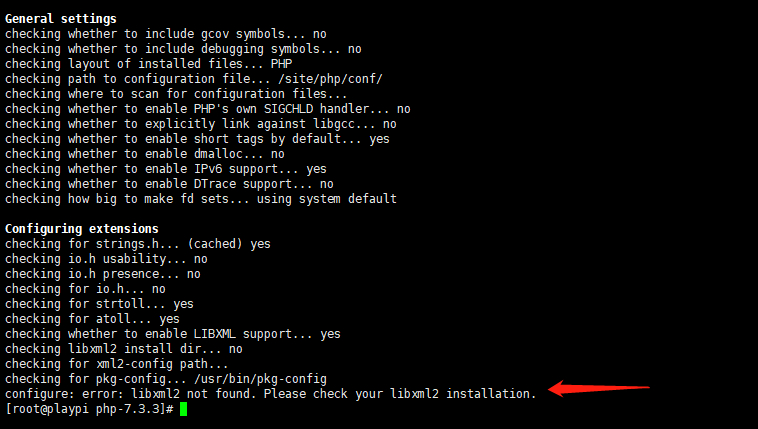 General settings
checking whether to include gcov symbols... no
checking whether to include debugging symbols... no
checking layout of installed files... PHP
checking path to configuration file... /site/php/conf/
checking where to scan for configuration files...
checking whether to enable PHP's own SIGCHLD handler... no
checking whether to explicitly link against libgcc... no
checking whether to enable short tags by default... yes
checking whether to enable dmalloc... no
checking whether to enable IPv6 support... yes
checking whether to enable DTrace support... no
checking how big to make fd sets... using system default

Configuring extensions
checking for strings.h... (cached) yes
checking io.h usability... no
checking io.h presence... no
checking for io.h... no
checking for strtoll... yes
checking for atoll... yes
checking whether to enable LIBXML support... yes
checking libxml2 install dir... no
checking for xml2-config path...
checking for pkg-config... /usr/bin/pkg-config
configure: error: libxml2 not found. Please check your libxml2 installation.
[root@playpi php-7.3.3]#